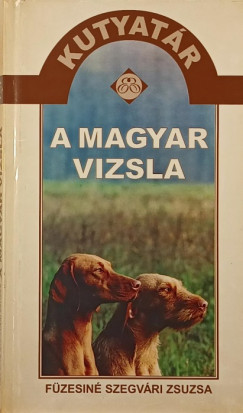 KUTYATÁR
A MAGYAR
VIZSLA
FÜZESINÉ SZEGVÁRI ZSUZSA